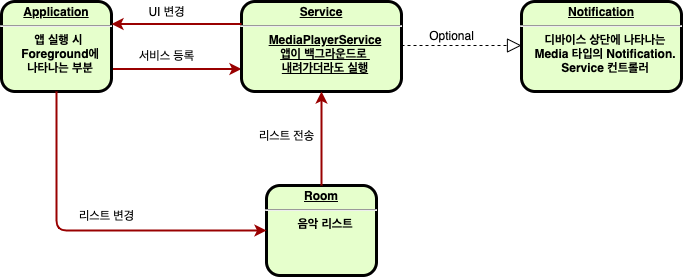 Application
앱 실행 시
Foreground에
나타나는 부분
UI 변경
서비스 등록
Service
MediaPlayerService
앱이 백그라운드로
내려가더라도 실행
Optional
Notification
디바이스 상단에 나타나는
Media 타입의 Notification.
Service 컨트롤러
리스트 전송
리스트 변경
Room
음악 리스트